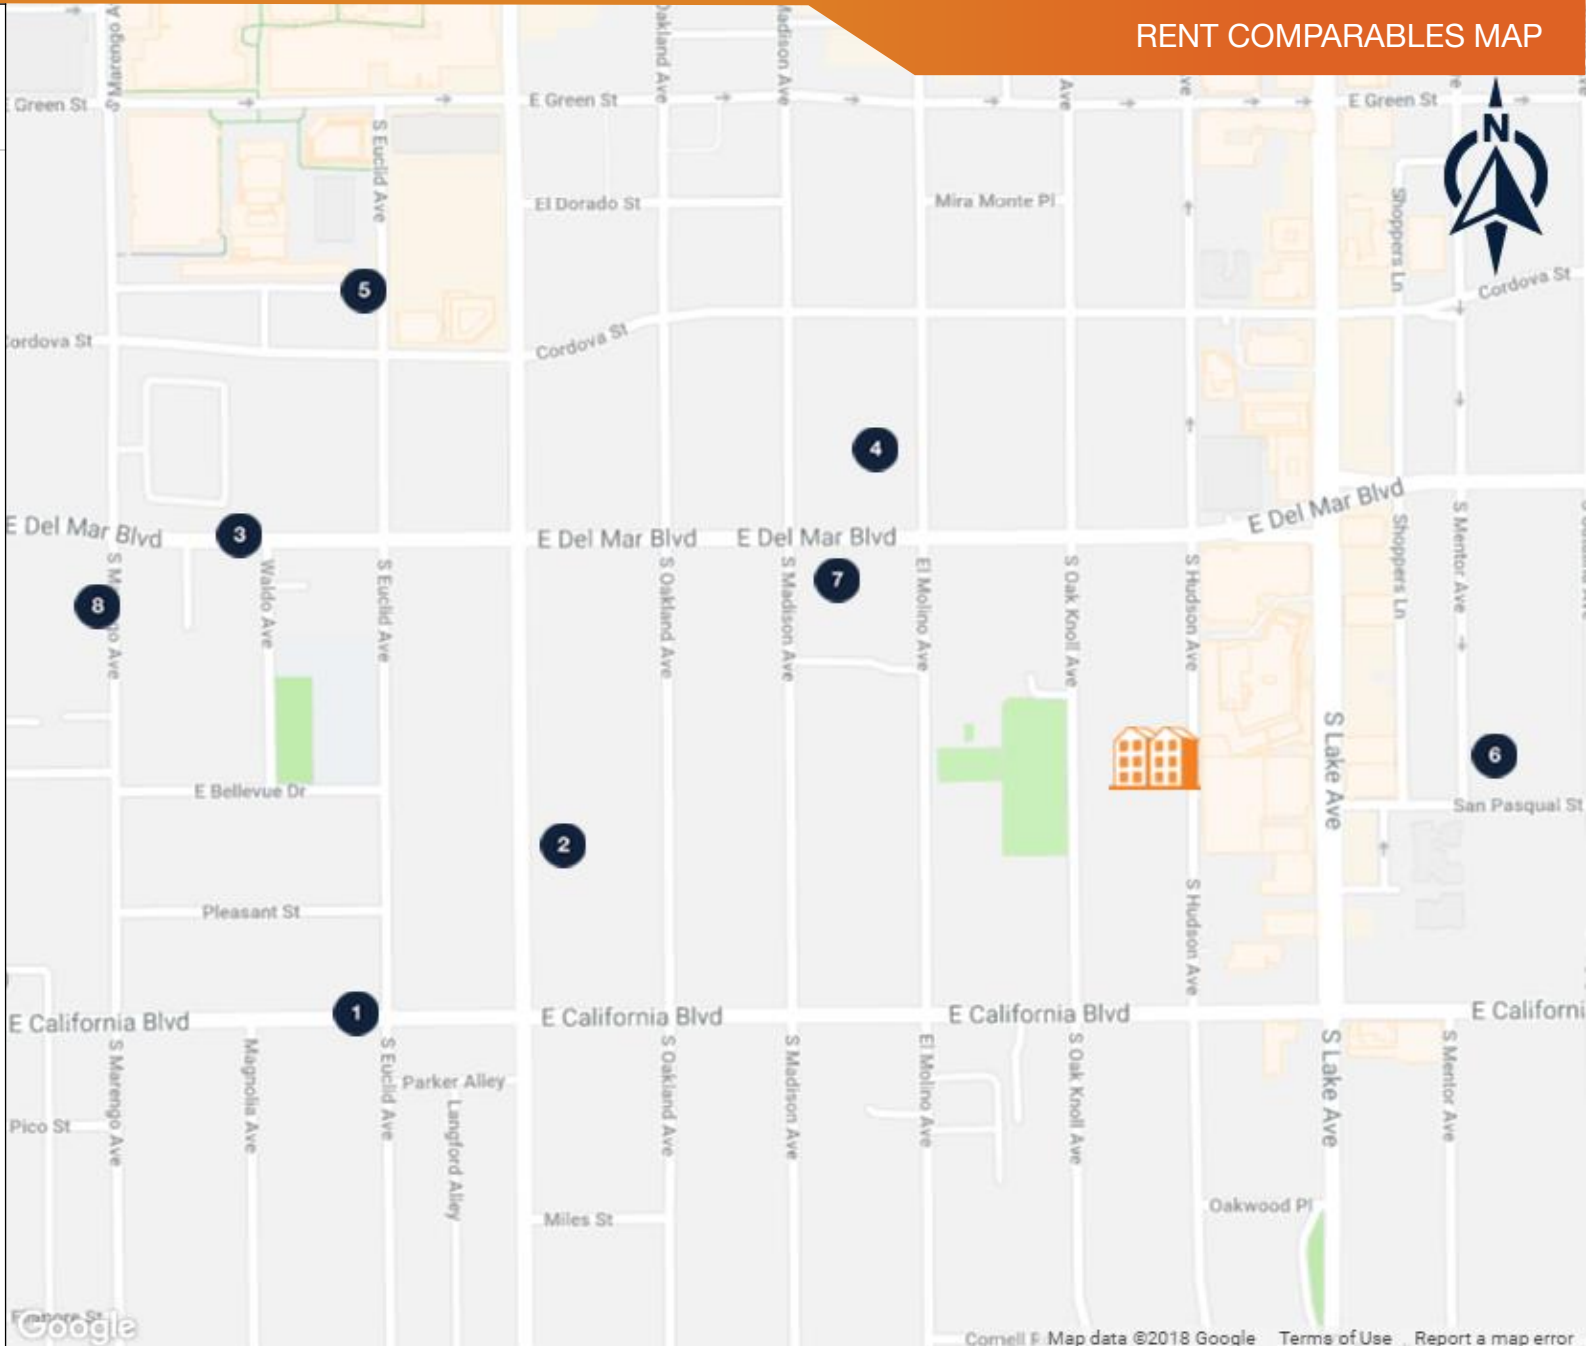 RENT COMPARABLES MAP
S Marengo A
Oakland Ave
Madison Ave
Ave
E Green St
E Green St
E Green St
N
S Euclid Ave
El Dorado St
Mira Monte Pl
Shoppers Ln
Cordova St
5
Cordova St
Cordova St
4
E Del Mar Blvd
3
E Del Mar Blvd
E Del Mar Blvd
E Del Mar Blvd
Shoppers Ln
S Mentor Ave
8
Waldo Ave
S Euclid Ave
S Oakland Ave
S Madison Ave
7
El Molino Ave
S Oak Knoll Ave
S Hudson Ave
S Lake Ave
6
E Bellevue Dr
San Pasqual St
2
Pleasant St
S Hudson Ave
E California Blvd
1
E California Blvd
E California Blvd
E Californi
S Marengo Ave
Magnolia Ave
S Euclid Ave
Parker Alley
Langford Alley
S Oakland Ave
S Madison Ave
El Molino Ave
S Oak Knoll Ave
S Lake Ave
S Mentor Ave
Pico St
Miles St
Oakwood Pl
Google
Cornell
Map data ©2018 Google Terms of Use Report a map error